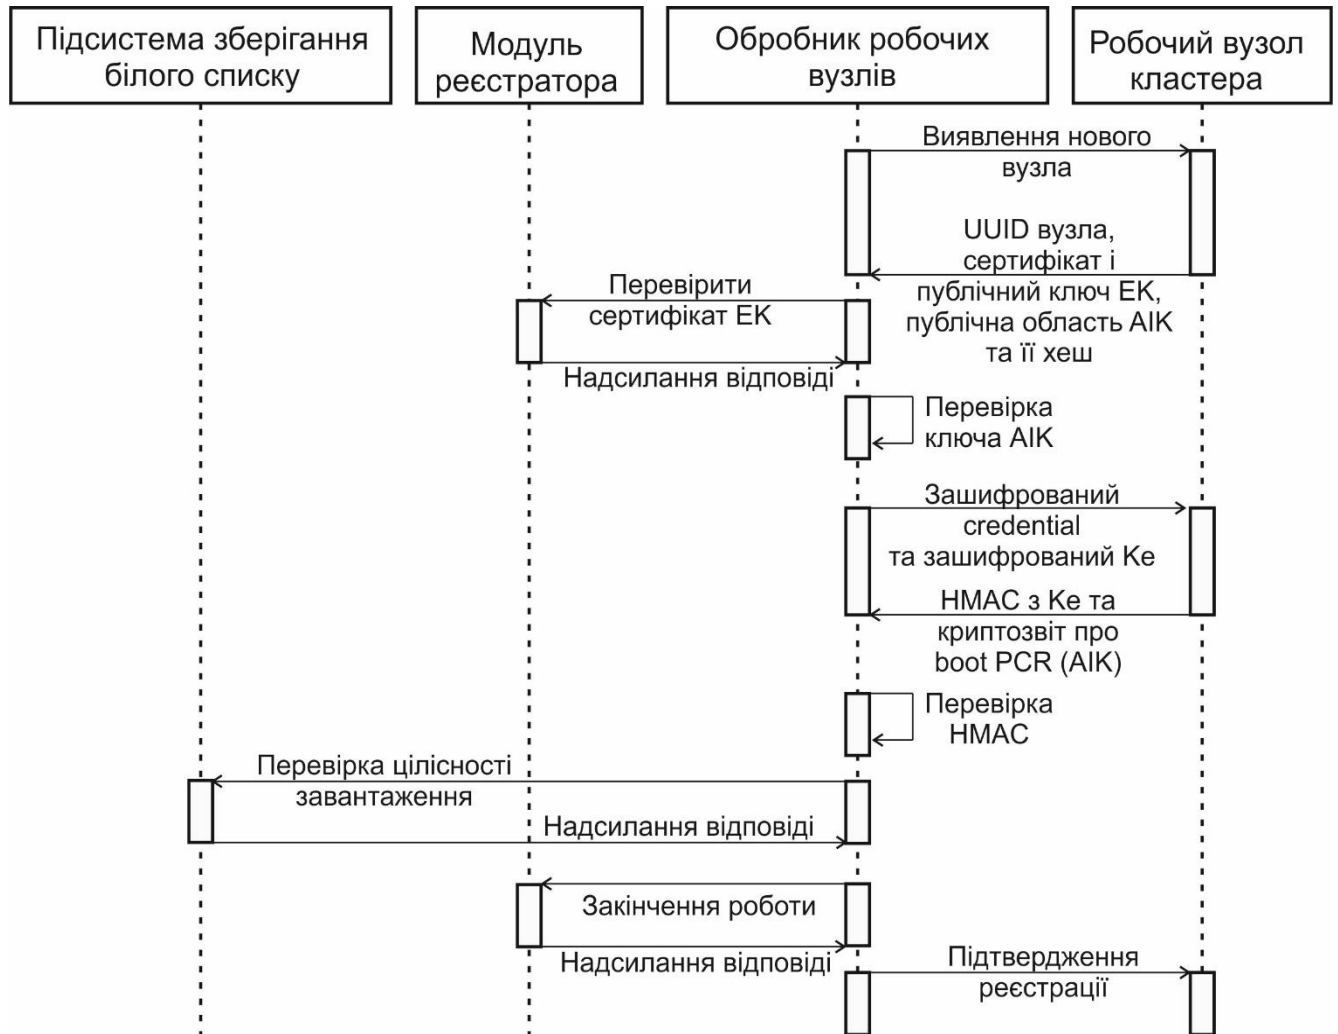 Підсистема зберігання
білого списку
Модуль
реєстратора
Обробник робочих
вузлів
Робочий вузол
кластера
Виявлення нового
вузла
UUID вузла,
сертифікат і
публічний ключ EK,
публічна область AIK
та її хеш
Перевірити
сертифікат EK
Надсилання відповіді
Перевірка
ключа AIK
Зашифрований
credential
та зашифрований Ke
HMAC з Ke та
криптозвіт про
boot PCR (AIK)
Перевірка
HMAC
Перевірка цілісності
завантаження
Надсилання відповіді
Закінчення роботи
Надсилання відповіді
Підтвердження
реєстрації